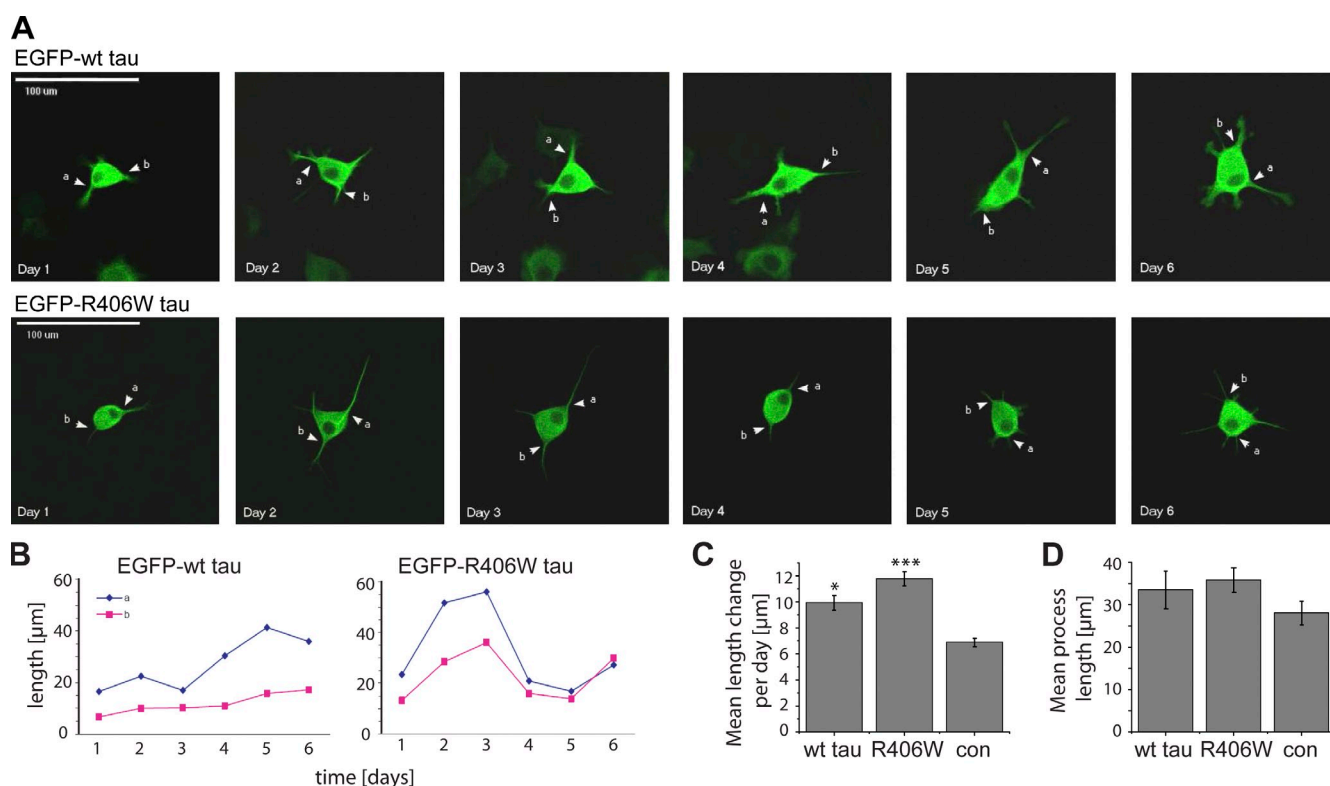 A
EGFP-wt tau
100 um
a
b
Day 1
a
b
Day 2
a
b
Day 3
b
a
Day 4
a
b
Day 5
b
a
Day 6
EGFP-R406W tau
100 um
a
b
Day 1
a
b
Day 2
a
b
Day 3
a
b
Day 4
b
a
Day 5
b
a
Day 6
B
EGFP-wt tau
length [µm]
60
40
20
0
a
b
1 2 3 4 5 6
EGFP-R406W tau
60
40
20
0
1 2 3 4 5 6
time [days]
C
Mean length change
per day [µm]
12
10
8
6
4
2
0
*
***
wt tau R406W con
D
Mean process
length [µm]
40
35
30
25
20
15
10
5
0
wt tau R406W con